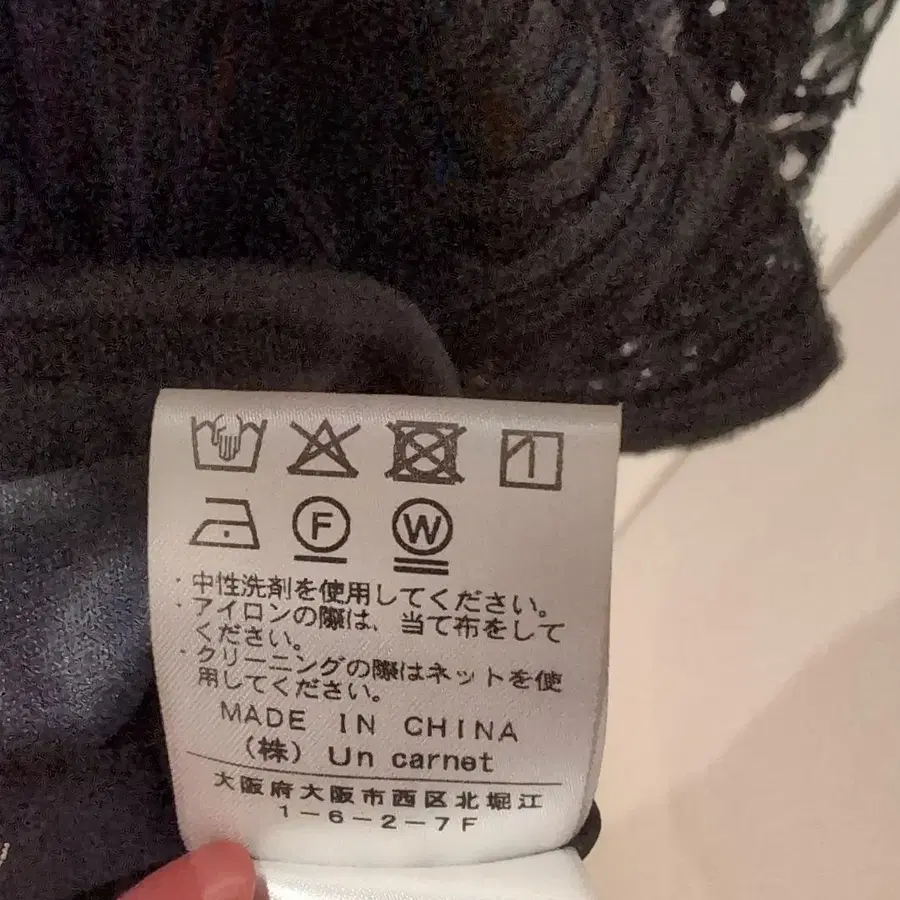 F W
・中性洗剤を使用してください。
・アイロンの際は、当て布をして
ください。
・クリーニングの際はネットを使
用してください。
MADE IN CHINA
(株) Un carnet
大阪府大阪市西区北堀江
1-6-2-7F